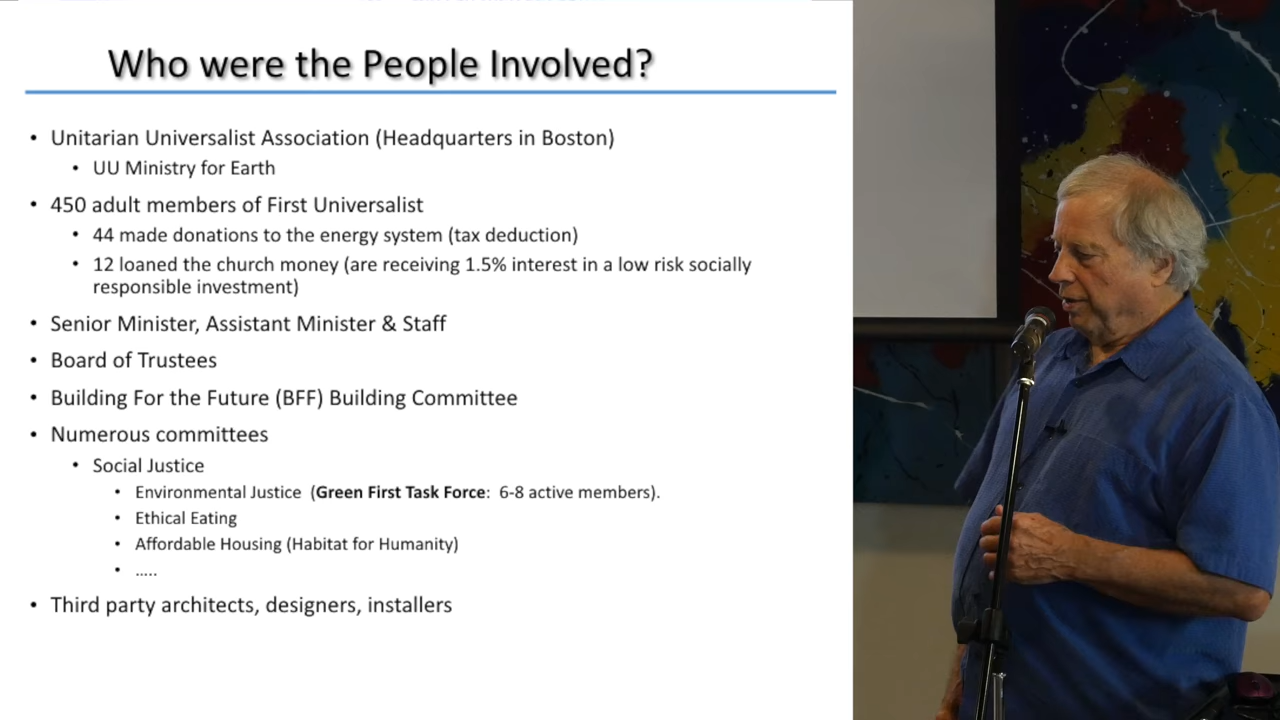 Who were the People Involved?
• Unitarian Universalist Association (Headquarters in Boston)
• UU Ministry for Earth
• 450 adult members of First Universalist
• 44 made donations to the energy system (tax deduction)
• 12 loaned the church money (are receiving 1.5% interest in a low risk socially
responsible investment)
• Senior Minister, Assistant Minister & Staff
• Board of Trustees
• Building For the Future (BFF) Building Committee
• Numerous committees
• Social Justice
• Environmental Justice (Green First Task Force: 6-8 active members).
• Ethical Eating
• Affordable Housing (Habitat for Humanity)
• .....
• Third party architects, designers, installers